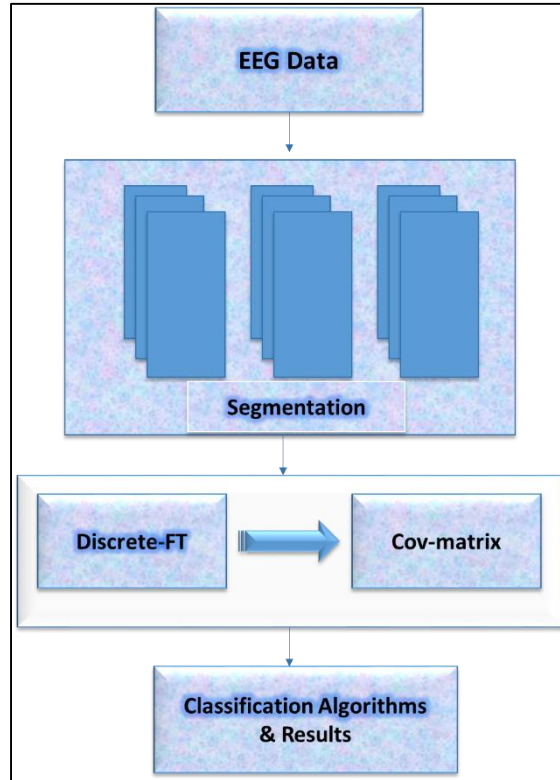 EEG Data
Segmentation
Discrete-FT
Cov-matrix
Classification Algorithms
& Results